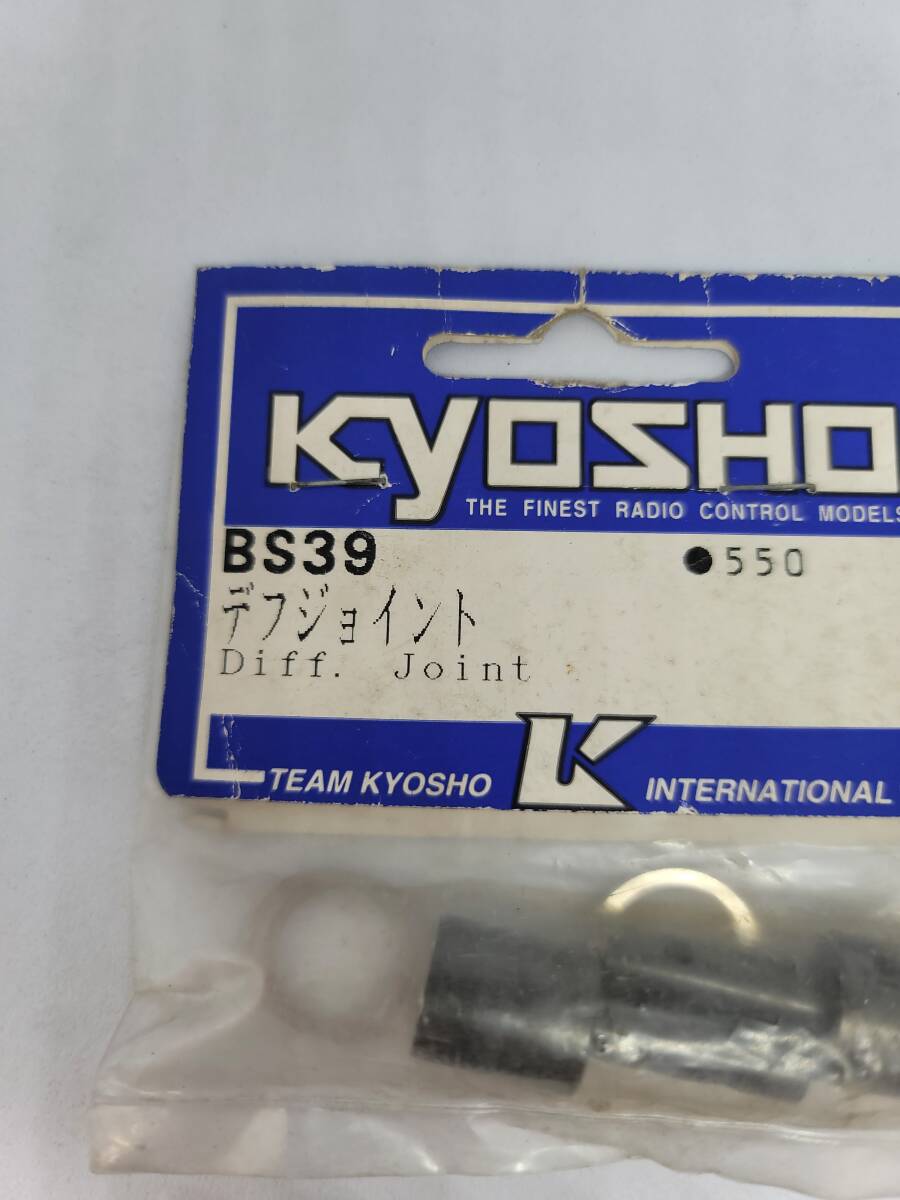 KYOSHO
THE FINEST RADIO CONTROL MODELS
BS39 ●550
デフジョイント
Diff. Joint
TEAM KYOSHO K INTERNATIONAL